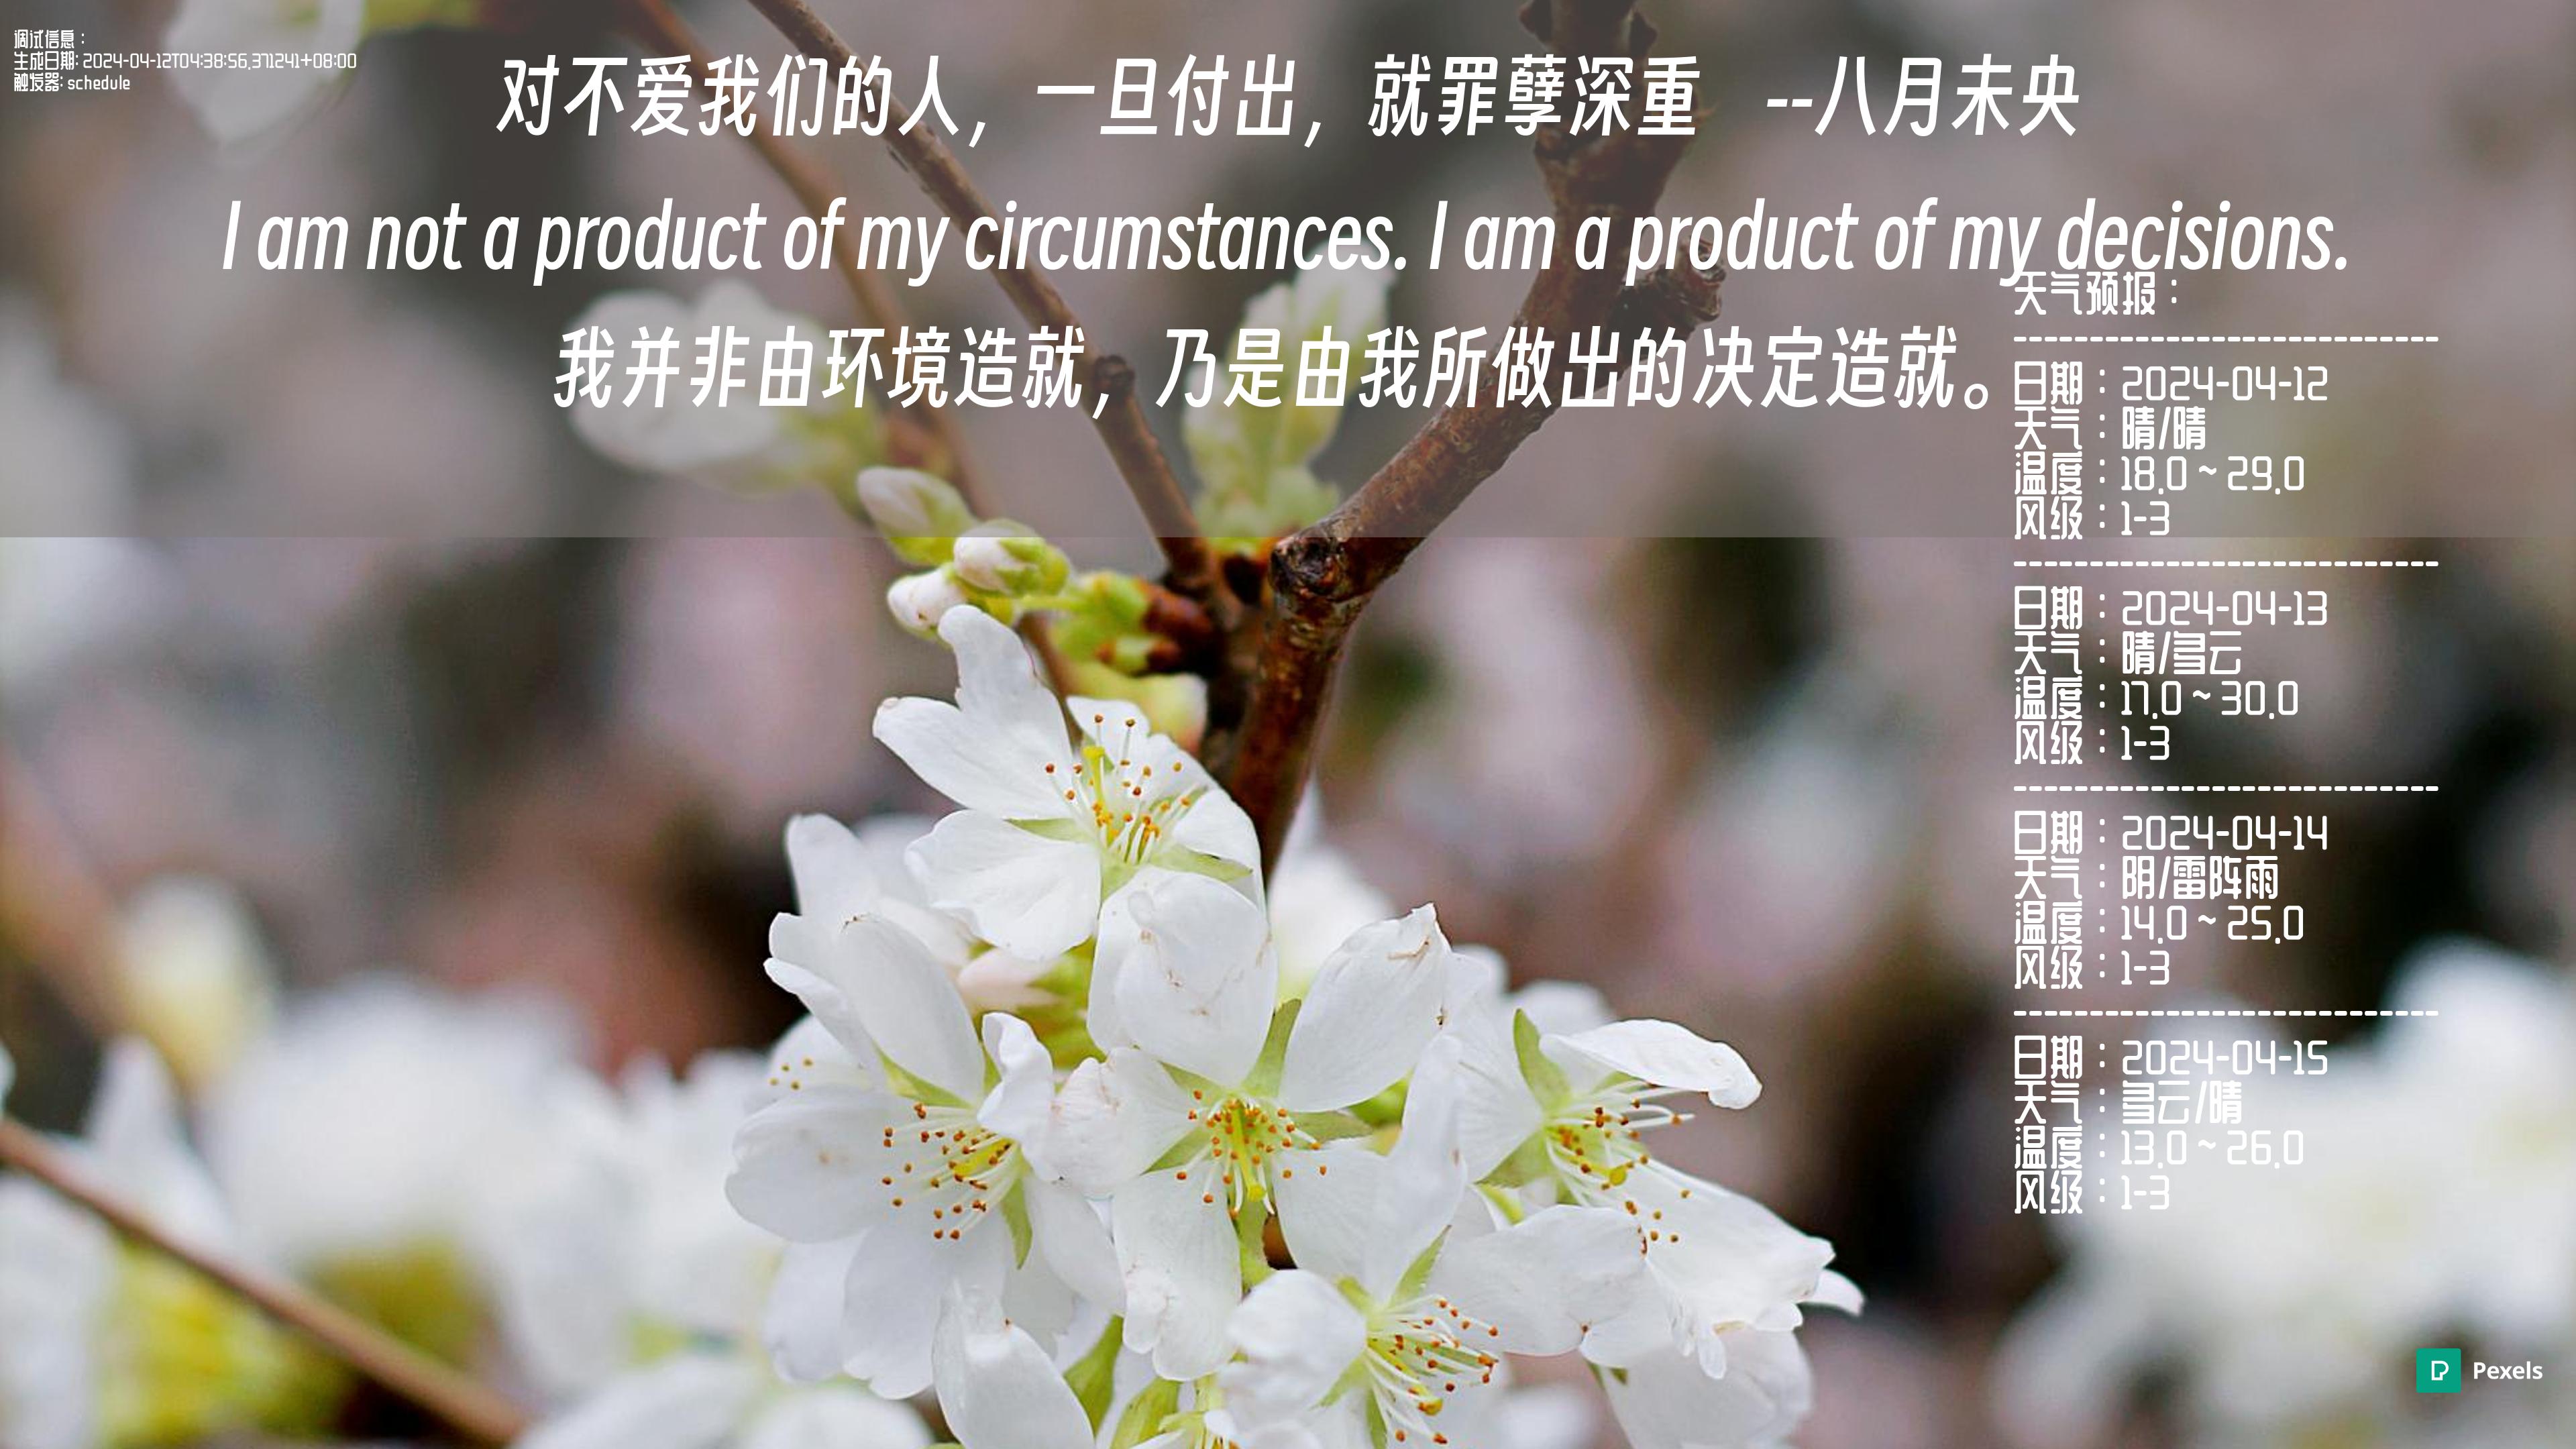 调试信息：
生成日期: 2024-04-12T04:38:56.371241+08:00
触发器: schedule
对不爱我们的人，一旦付出，就罪孽深重 --八月未央
I am not a product of my circumstances. I am a product of my decisions.
我并非由环境造就，乃是由我所做出的决定造就。
天气预报：
---------------------------
日期：2024-04-12
天气：晴/晴
温度：18.0 ~ 29.0
风级：1-3
---------------------------
日期：2024-04-13
天气：晴/多云
温度：17.0 ~ 30.0
风级：1-3
---------------------------
日期：2024-04-14
天气：阴/雷阵雨
温度：14.0 ~ 25.0
风级：1-3
---------------------------
日期：2024-04-15
天气：多云/晴
温度：13.0 ~ 26.0
风级：1-3
Pexels